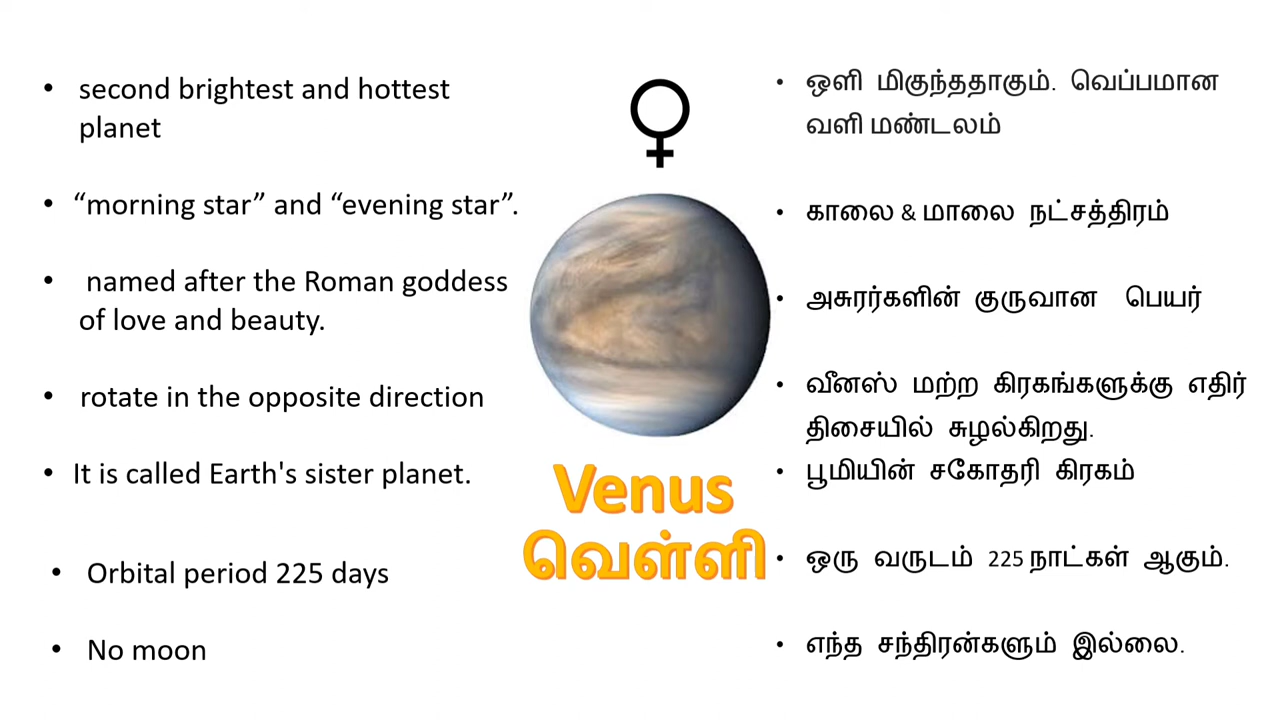 • second brightest and hottest
planet
• “morning star” and “evening star”.
• named after the Roman goddess
of love and beauty.
• rotate in the opposite direction
• It is called Earth's sister planet.
• Orbital period 225 days
• No moon
♀
Venus
வெள்ளி
• ஒளி மிகுந்ததாகும். வெப்பமான
வளி மண்டலம்
• காலை & மாலை நட்சத்திரம்
• அசுரர்களின் குருவான பெயர்
• வீனஸ் மற்ற கிரகங்களுக்கு எதிர்
திசையில் சுழல்கிறது.
• பூமியின் சகோதரி கிரகம்
• ஒரு வருடம் 225 நாட்கள் ஆகும்.
• எந்த சந்திரன்களும் இல்லை.